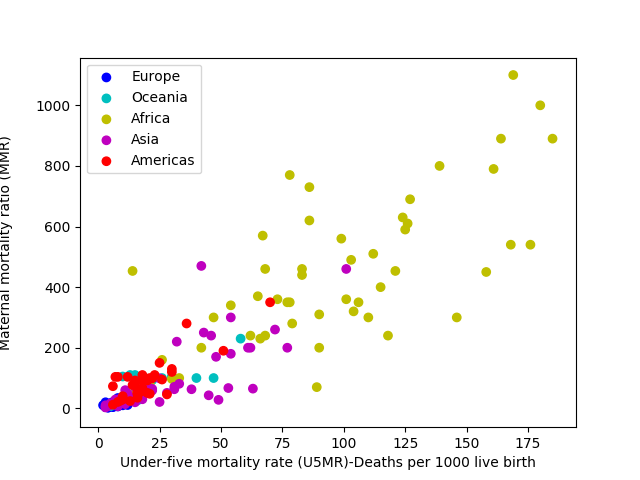 Europe
Oceania
Africa
Asia
Americas
1000
800
600
400
200
0
Maternal mortality ratio (MMR)
0 25 50 75 100 125 150 175
Under-five mortality rate (U5MR)-Deaths per 1000 live birth